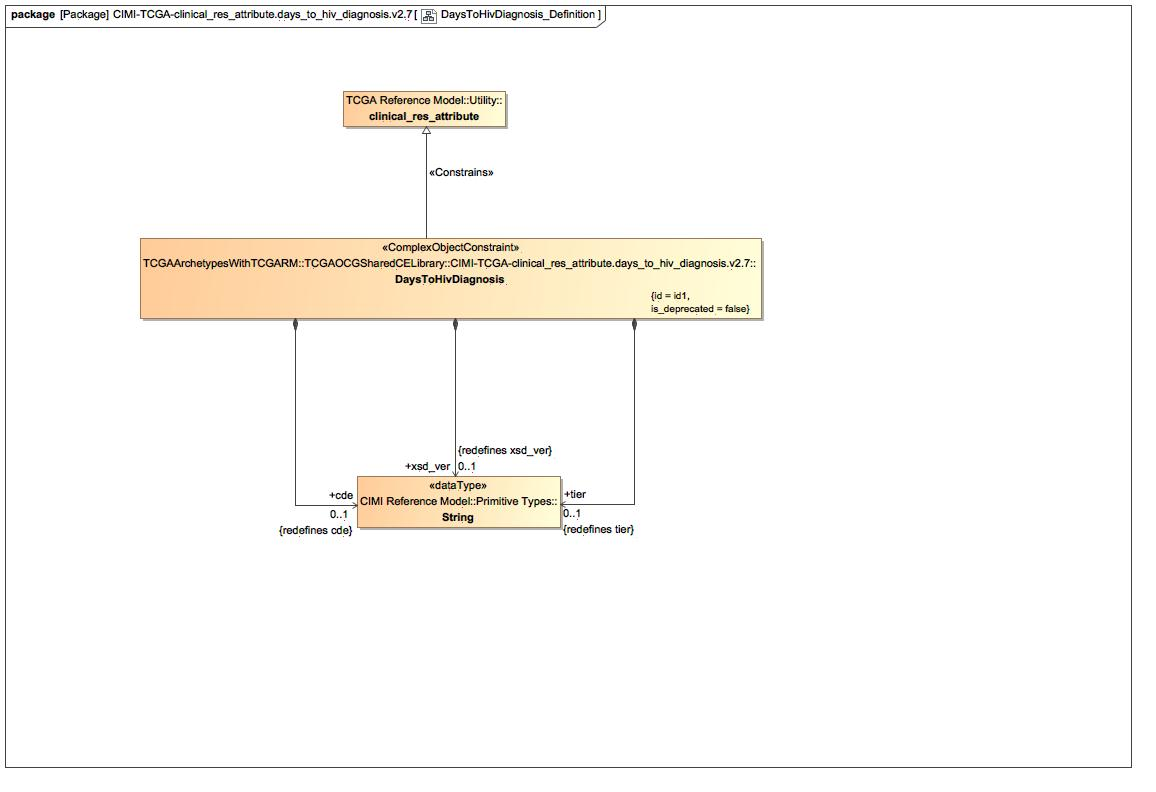 package [Package] CIMI-TCGA-clinical_res_attribute.days_to_hiv_diagnosis.v2.7 [ DaysToHivDiagnosis_Definition ]
TCGA Reference Model::Utility::
clinical_res_attribute
«Constrains»
«ComplexObjectConstraint»
TCGAArchetypesWithTCGARM::TCGAOCGSharedCELibrary::CIMI-TCGA-clinical_res_attribute.days_to_hiv_diagnosis.v2.7::
DaysToHivDiagnosis
{id = id1,
is_deprecated = false}
{redefines xsd_ver}
+xsd_ver 0..1
«dataType»
CIMI Reference Model::Primitive Types::
String
+cde
0..1
{redefines cde}
+tier
0..1
{redefines tier}